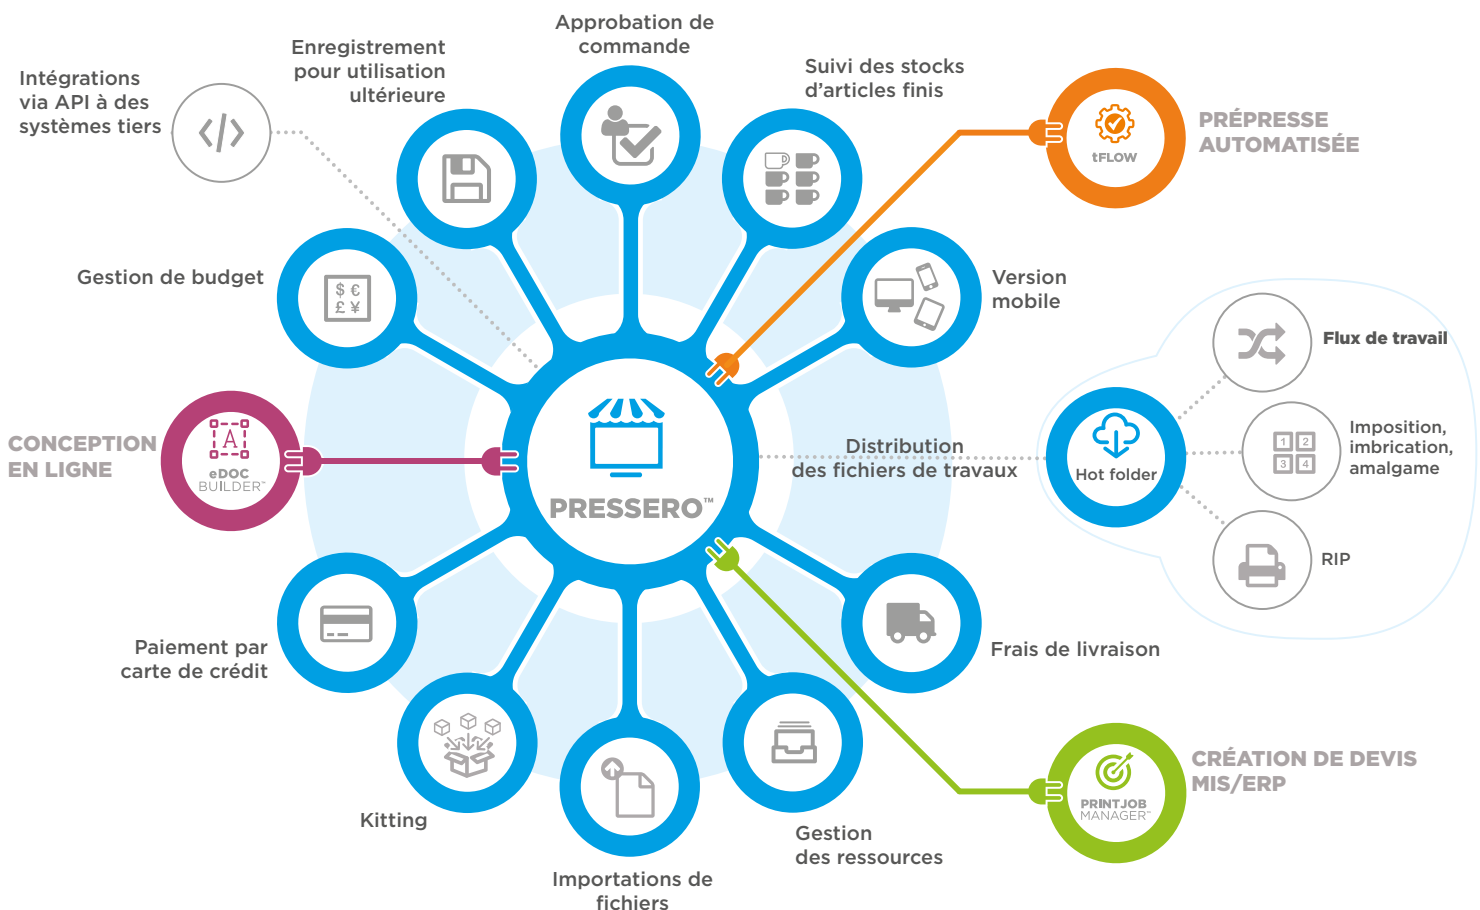 Approbation de
commande
Enregistrement
pour utilisation
ultérieure
Suivi des stocks
d’articles finis
Intégrations
via API à des
systèmes tiers
</>
tFLOW
PRÉPRESSE
AUTOMATISÉE
Gestion de budget
$ €
£ ¥
Version
mobile
Flux de travail
CONCEPTION
EN LIGNE
A
eDOC
BUILDER™
PRESSERO™
Distribution
des fichiers de travaux
Hot folder
1 2
3 4
Imposition,
imbrication,
amalgame
RIP
Paiement par
carte de crédit
Frais de livraison
Kitting
Importations de
fichiers
Gestion
des ressources
PRINTJOB
MANAGER™
CRÉATION DE DEVIS
MIS/ERP